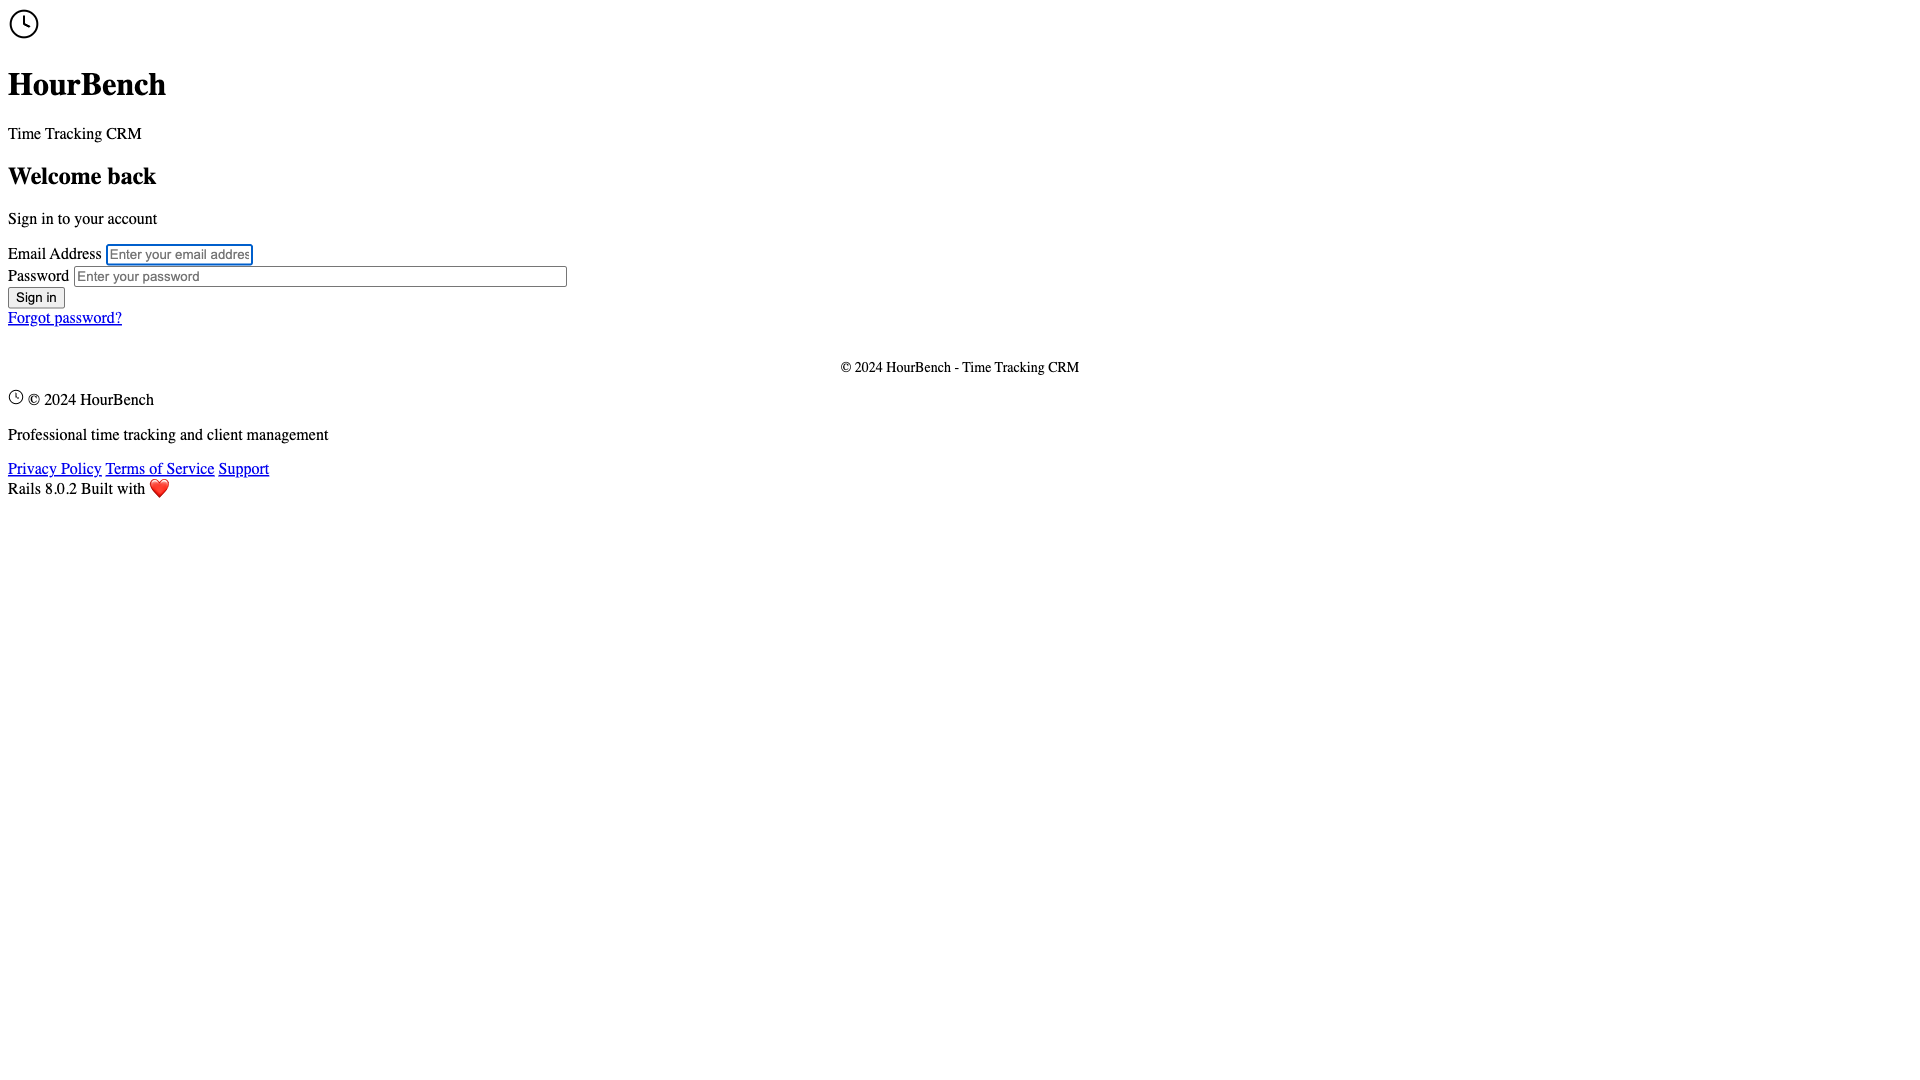 HourBench
Time Tracking CRM
Welcome back
Sign in to your account
Email Address Enter your email addres
Password Enter your password
Sign in
Forgot password?
© 2024 HourBench - Time Tracking CRM
© 2024 HourBench
Professional time tracking and client management
Privacy Policy Terms of Service Support
Rails 8.0.2 Built with ❤️